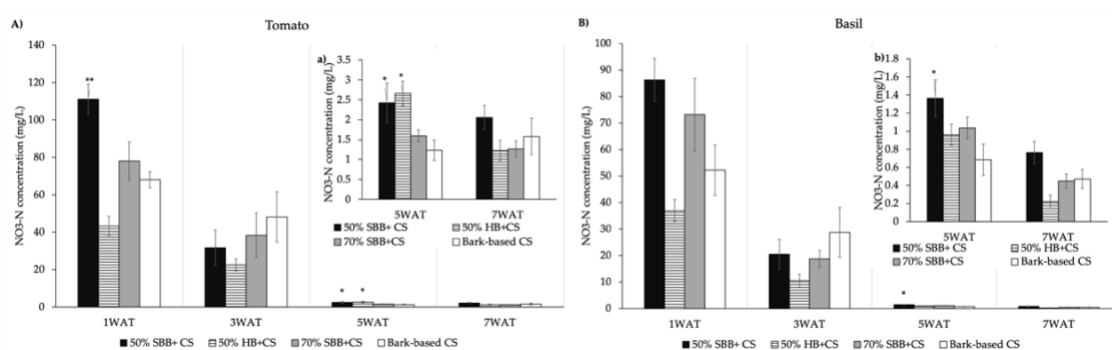 A)
Tomato
NO3-N concentration (mg/L)
140
120
100
80
60
40
20
0
**
* *
1WAT 3WAT 5WAT 7WAT
■50% SBB+ CS 50% HB+CS ■70% SBB+CS □Bark-based CS
a)
NO3-N concentration (mg/L)
3.5
3
2.5
2
1.5
1
0.5
0
* *
5WAT 7WAT
■50% SBB+ CS 50% HB+CS
■70% SBB+CS □Bark-based CS
B)
Basil
NO3-N concentration (mg/L)
100
90
80
70
60
50
40
30
20
10
0
*
1WAT 3WAT 5WAT 7WAT
■50% SBB+ CS 50% HB+CS ■70% SBB+CS □Bark-based CS
b)
NO3-N concentration (mg/L)
1.8
1.6
1.4
1.2
1
0.8
0.6
0.4
0.2
0
*
5WAT 7WAT
■50% SBB+ CS 50% HB+CS
■70% SBB+CS □Bark-based CS